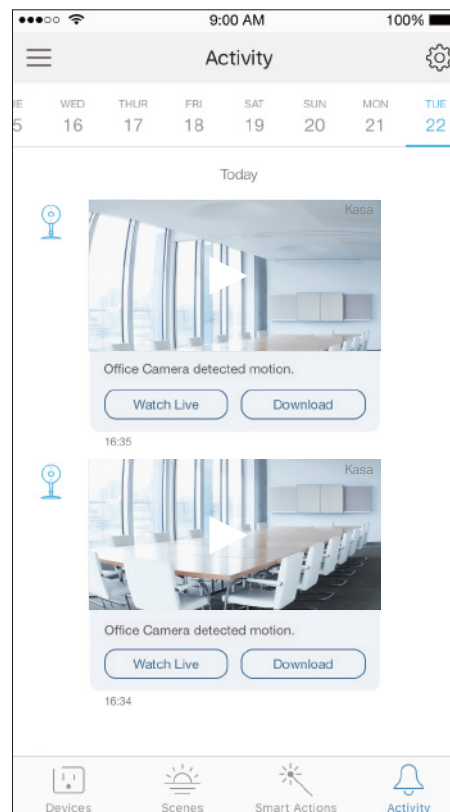 9:00 AM 100%
Activity
WED THUR FRI SAT SUN MON TUE
16 17 18 19 20 21 22
Today
Kasa
Office Camera detected motion.
Watch Live Download
16:35
Kasa
Office Camera detected motion.
Watch Live Download
16:34
Devices Scenes Smart Actions Activity